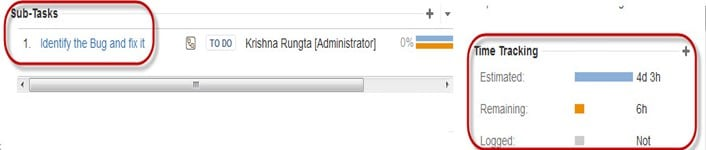 Sub-Tasks
1. Identify the Bug and fix it TO DO Krishna Rungta [Administrator] 0%
Time Tracking
Estimated: 4d 3h
Remaining: 6h
Logged: Not